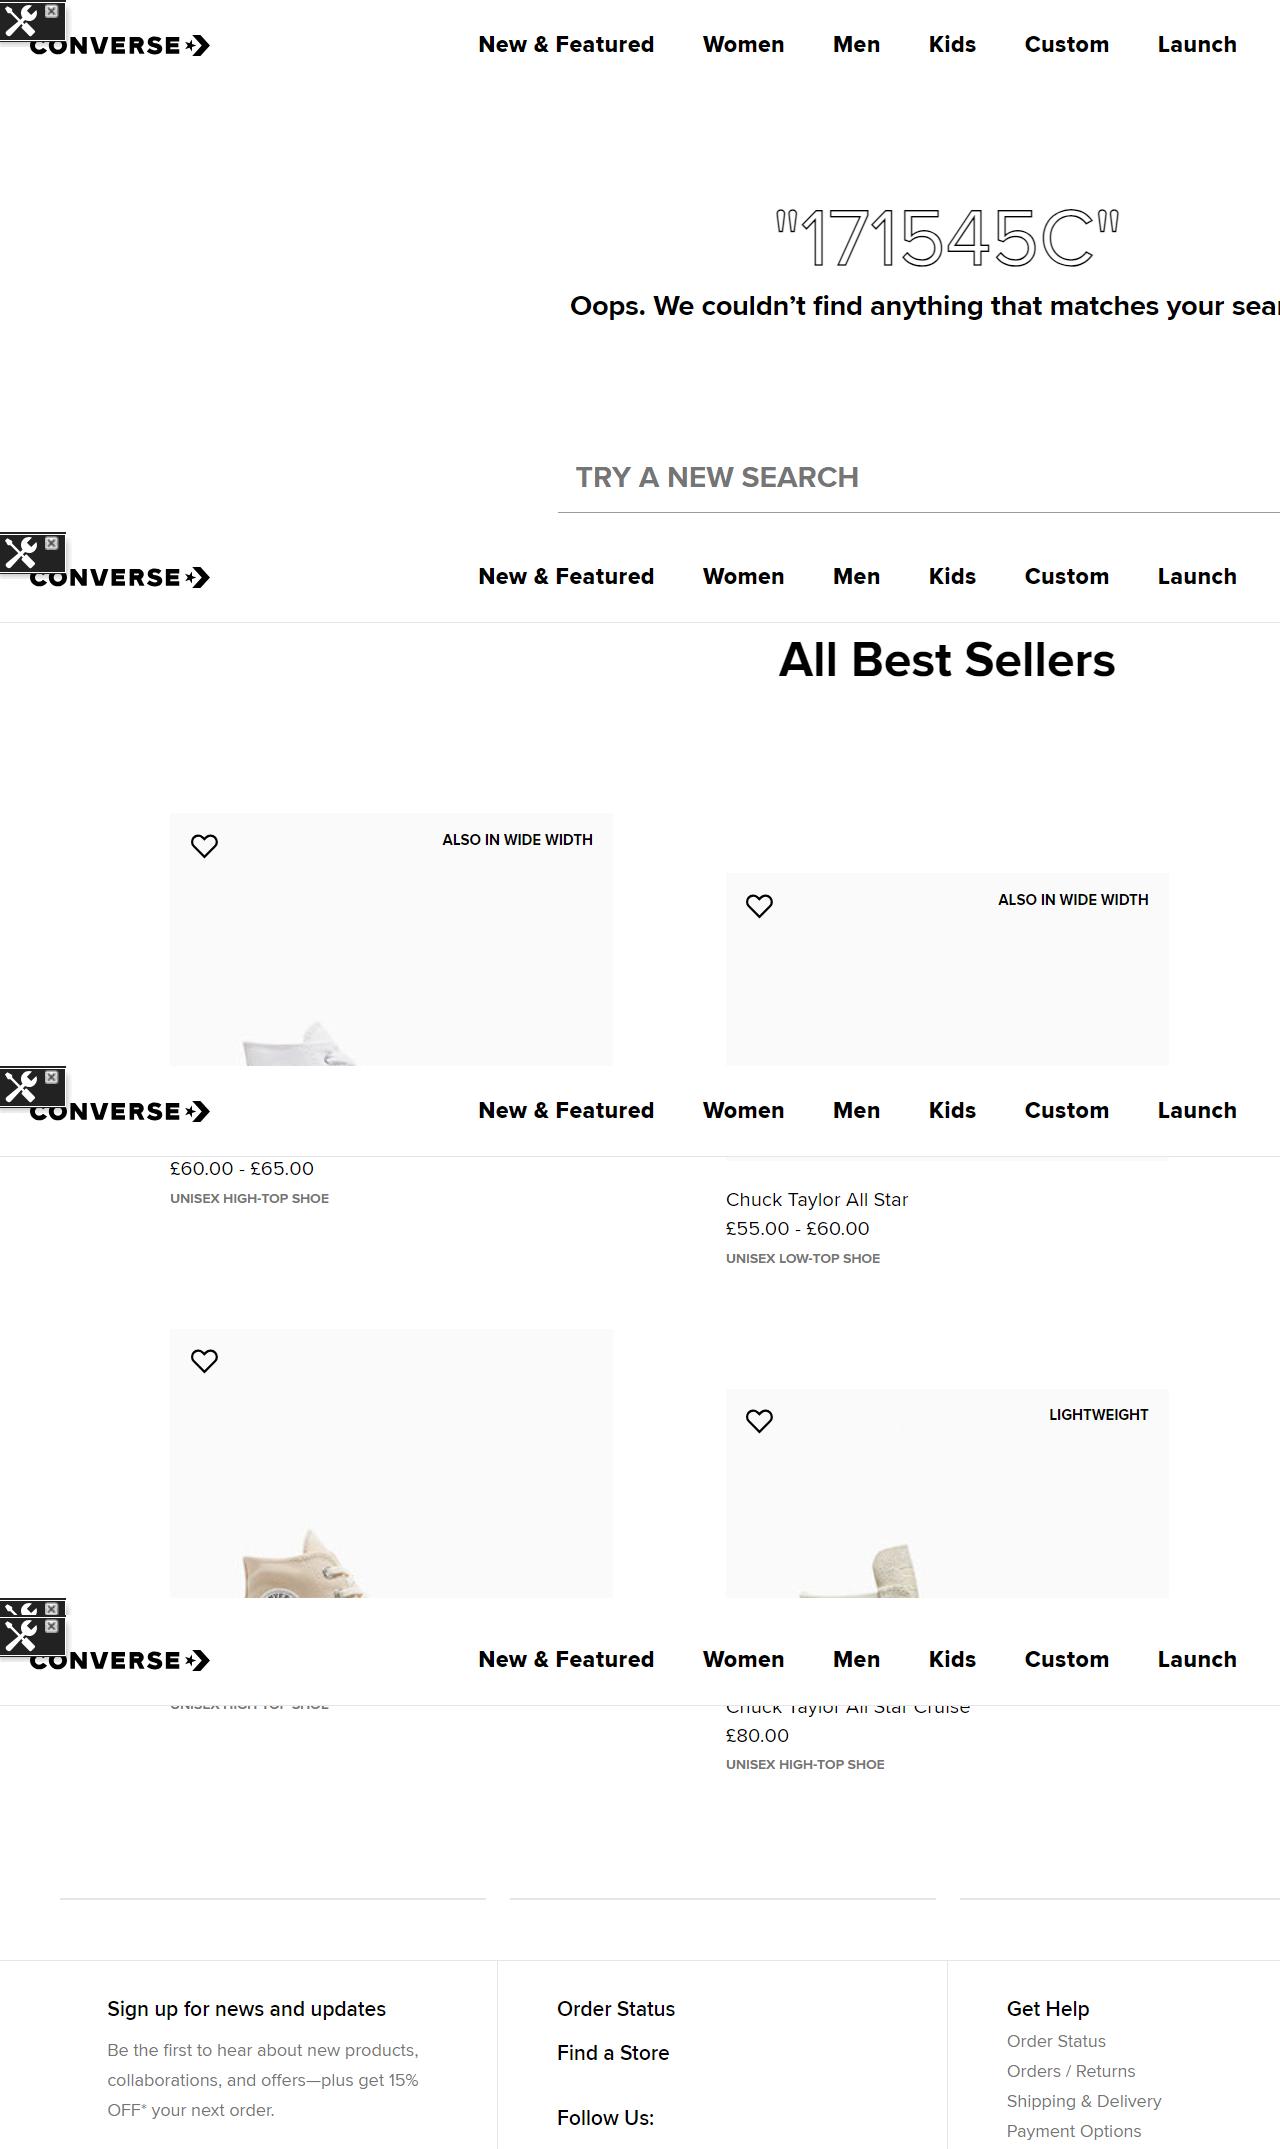 CONVERSE
New & Featured Women Men Kids Custom Launch
"171545C"
Oops. We couldn’t find anything that matches your
TRY A NEW SEARCH
CONVERSE
New & Featured Women Men Kids Custom Launch
All Best Sellers
ALSO IN WIDE WIDTH
ALSO IN WIDE WIDTH
CONVERSE
New & Featured Women Men Kids Custom Launch
£60.00 - £65.00
UNISEX HIGH-TOP SHOE
Chuck Taylor All Star
£55.00 - £60.00
UNISEX LOW-TOP SHOE
LIGHTWEIGHT
CONVERSE
New & Featured Women Men Kids Custom Launch
UNISEX HIGH-TOP SHOE
Chuck Taylor All Star Cruise
£80.00
UNISEX HIGH-TOP SHOE
Sign up for news and updates
Be the first to hear about new products,
collaborations, and offers—plus get 15%
OFF* your next order.
Order Status
Find a Store
Follow Us:
Get Help
Order Status
Orders / Returns
Shipping & Delivery
Payment Options